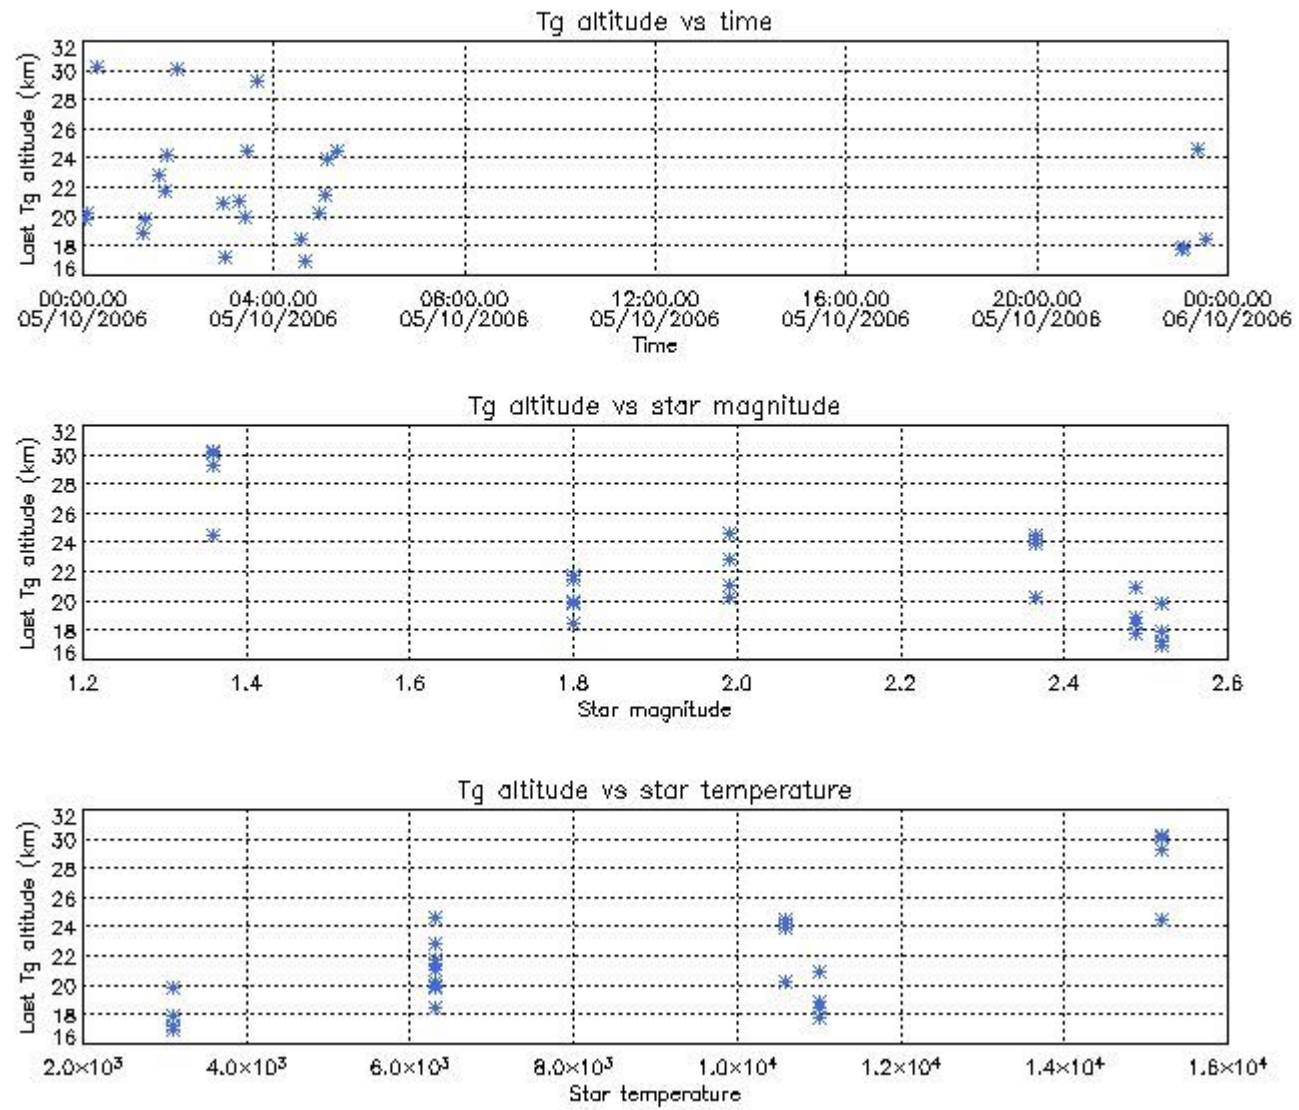 Tg altitude vs time
Last Tg altitude (km)
32
30
28
26
24
22
20
18
16
00:00.00 04:00.00 08:00.00 12:00.00 16:00.00 20:00.00 00:00.00
05/10/2006 05/10/2006 05/10/2006 05/10/2006 05/10/2006 05/10/2006 06/10/2006
Time
Tg altitude vs star magnitude
Last Tg altitude (km)
32
30
28
26
24
22
20
18
16
1.2 1.4 1.6 1.8 2.0 2.2 2.4 2.6
Star magnitude
Tg altitude vs star temperature
Last Tg altitude (km)
32
30
28
26
24
22
20
18
16
2.0×10³ 4.0×10³ 6.0×10³ 8.0×10³ 1.0×10⁴ 1.2×10⁴ 1.4×10⁴ 1.6×10⁴
Star temperature